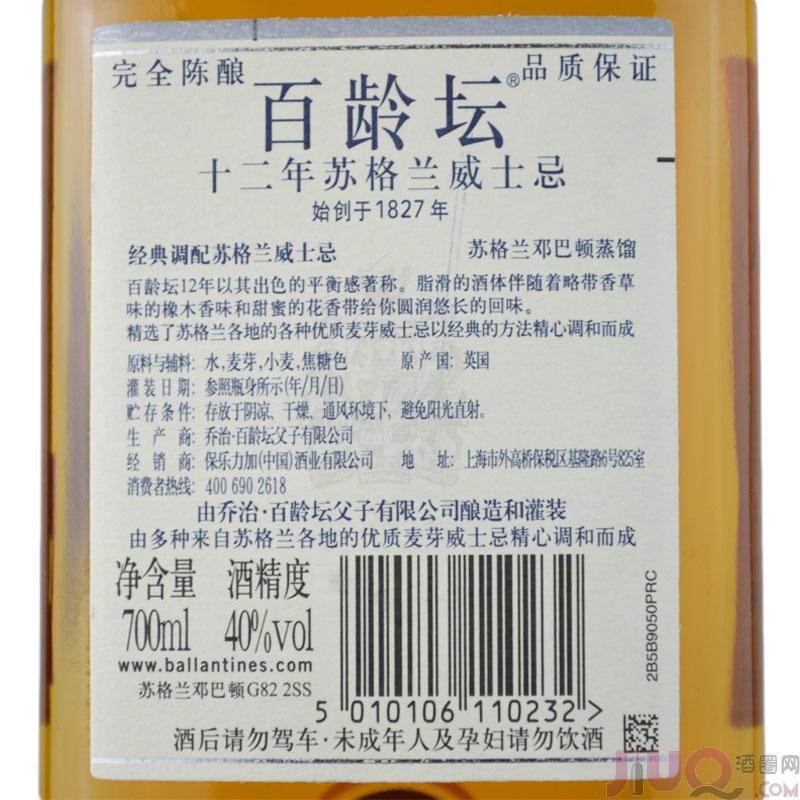 完全陈酿 品质保证
百龄坛®
十二年苏格兰威士忌
始创于1827年
经典调配苏格兰威士忌 苏格兰邓巴顿蒸馏
百龄坛12年以其出色的平衡感著称。脂滑的酒体伴随着略带香草
味的橡木香味和甜蜜的花香带给你圆润悠长的回味。
精选了苏格兰各地的各种优质麦芽威士忌以经典的方法精心调和而成
原料与辅料: 水,麦芽,小麦,焦糖色 原产国: 英国
灌装日期: 参照瓶身所示(年/月/日)
贮存条件: 存放于阴凉、干燥、通风环境下,避免阳光直射。
生产商: 乔治·百龄坛父子有限公司
经销商: 保乐力加(中国)酒业有限公司 地址: 上海市外高桥保税区基隆路6号825室
消费者热线: 400 690 2618
由乔治·百龄坛父子有限公司酿造和灌装
由多种来自苏格兰各地的优质麦芽威士忌精心调和而成
净含量 酒精度
700ml 40%vol
www.ballantines.com
苏格兰邓巴顿G82 2SS
5 010106 110232 >
2B5B9050PRC
酒后请勿驾车·未成年人及孕妇请勿饮酒
JIUQ酒圈网
.COM